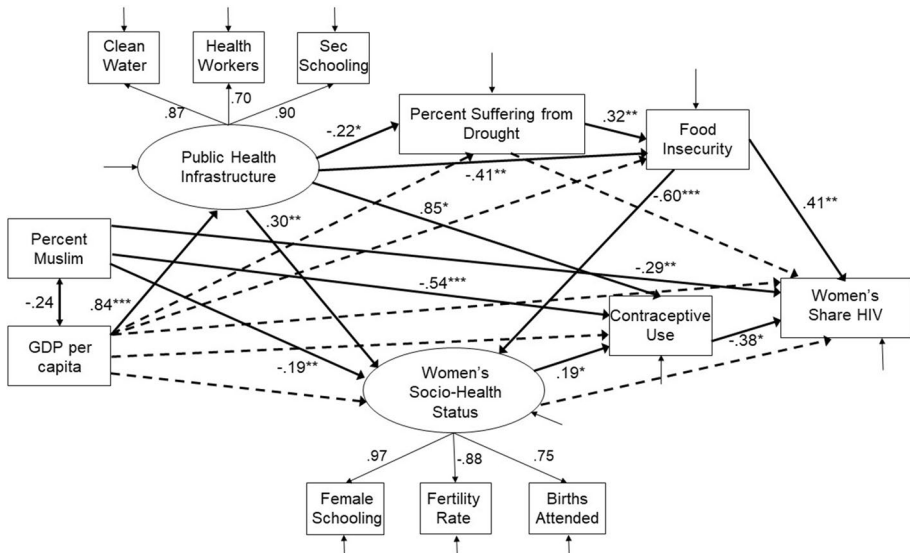 Clean
Water
Health
Workers
Sec
Schooling
.87
.70
.90
Public Health
Infrastructure
-.22*
Percent Suffering from
Drought
.32**
Food
Insecurity
-.41**
-.60***
.85*
.41**
.30**
Percent
Muslim
-.29**
-.54***
-.24
.84***
Women's
Share HIV
Contraceptive
Use
GDP per
capita
-.38*
-.19**
.19*
Women's
Socio-Health
Status
.97
-.88
.75
Female
Schooling
Fertility
Rate
Births
Attended